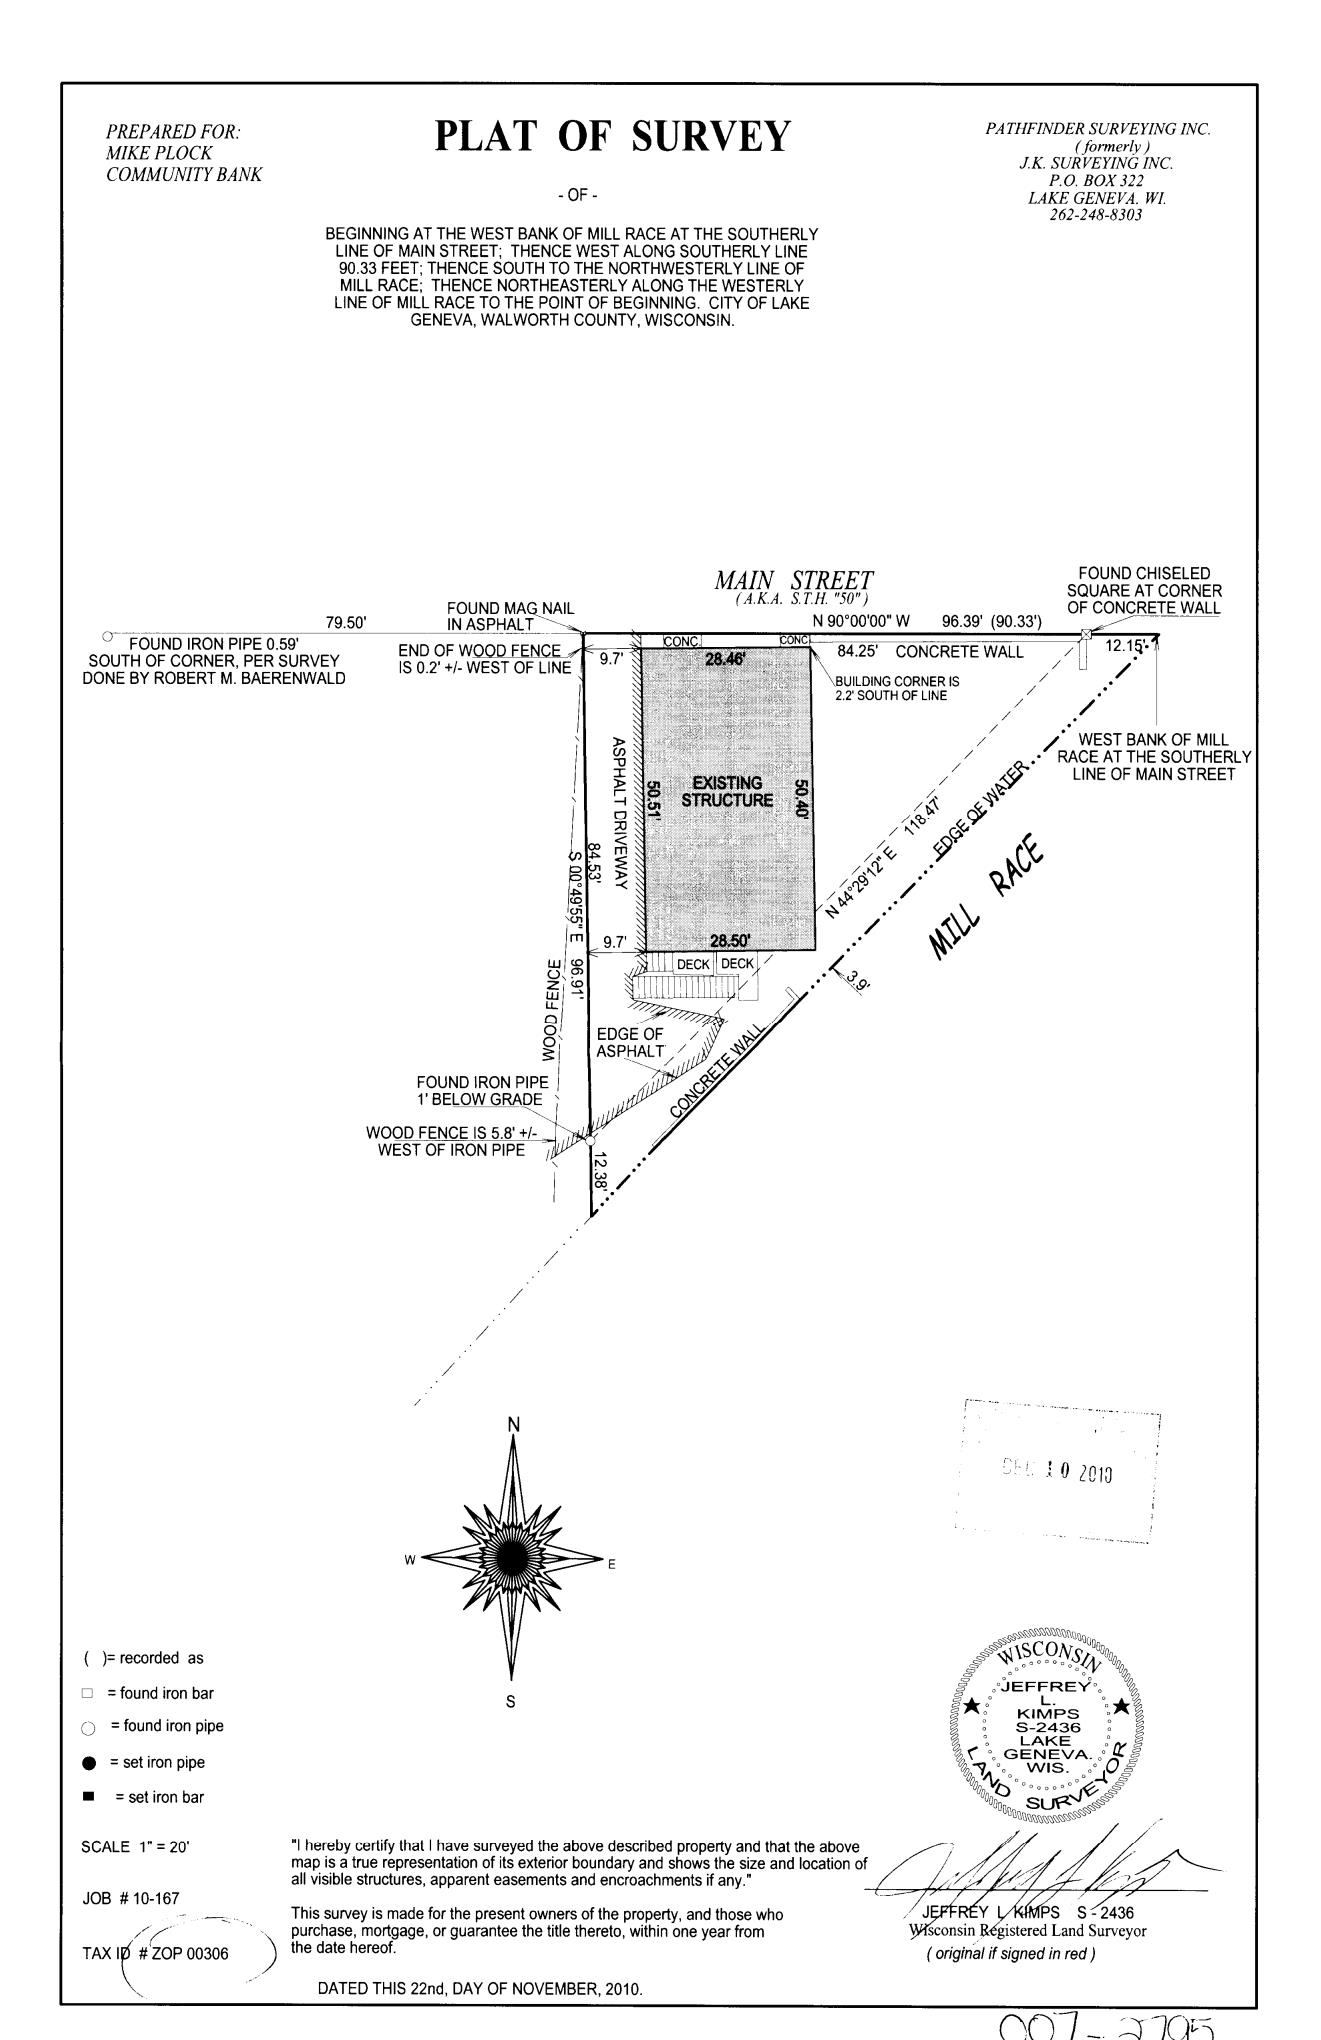 PREPARED FOR:
MIKE PLOCK
COMMUNITY BANK
PLAT OF SURVEY
- OF -
PATHFINDER SURVEYING INC.
( formerly )
J.K. SURVEYING INC.
P.O. BOX 322
LAKE GENEVA. WI.
262-248-8303
BEGINNING AT THE WEST BANK OF MILL RACE AT THE SOUTHERLY
LINE OF MAIN STREET; THENCE WEST ALONG SOUTHERLY LINE
90.33 FEET; THENCE SOUTH TO THE NORTHWESTERLY LINE OF
MILL RACE; THENCE NORTHEASTERLY ALONG THE WESTERLY
LINE OF MILL RACE TO THE POINT OF BEGINNING. CITY OF LAKE
GENEVA, WALWORTH COUNTY, WISCONSIN.
MAIN STREET
( A.K.A. S.T.H. "50" )
FOUND CHISELED
SQUARE AT CORNER
OF CONCRETE WALL
FOUND MAG NAIL
IN ASPHALT
79.50'
N 90°00'00" W 96.39' (90.33')
FOUND IRON PIPE 0.59'
SOUTH OF CORNER, PER SURVEY
DONE BY ROBERT M. BAERENWALD
END OF WOOD FENCE
IS 0.2' +/- WEST OF LINE
CONC
CONC
9.7'
28.46'
84.25' CONCRETE WALL
12.15'
BUILDING CORNER IS
2.2' SOUTH OF LINE
WEST BANK OF MILL
RACE AT THE SOUTHERLY
LINE OF MAIN STREET
ASPHALT DRIVEWAY
50.51'
EXISTING
STRUCTURE
50.40'
84.53'
S 00°49'55" E 96.91'
N 44°29'12" E 118.47'
EDGE OF WATER
MILL RACE
9.7'
28.50'
DECK
DECK
3.9'
WOOD FENCE
EDGE OF
ASPHALT
CONCRETE WALL
FOUND IRON PIPE
1' BELOW GRADE
WOOD FENCE IS 5.8' +/-
WEST OF IRON PIPE
12.38'
N
W
E
S
DEC 10 2010
( )= recorded as
= found iron bar
= found iron pipe
= set iron pipe
= set iron bar
WISCONSIN
JEFFREY
L.
KIMPS
S-2436
LAKE
GENEVA.
WIS.
LAND SURVEYOR
SCALE 1" = 20'
JOB # 10-167
TAX ID # ZOP 00306
"I hereby certify that I have surveyed the above described property and that the above
map is a true representation of its exterior boundary and shows the size and location of
all visible structures, apparent easements and encroachments if any."
This survey is made for the present owners of the property, and those who
purchase, mortgage, or guarantee the title thereto, within one year from
the date hereof.
DATED THIS 22nd, DAY OF NOVEMBER, 2010.
JEFFREY L KIMPS S - 2436
Wisconsin Registered Land Surveyor
( original if signed in red )
007-2795